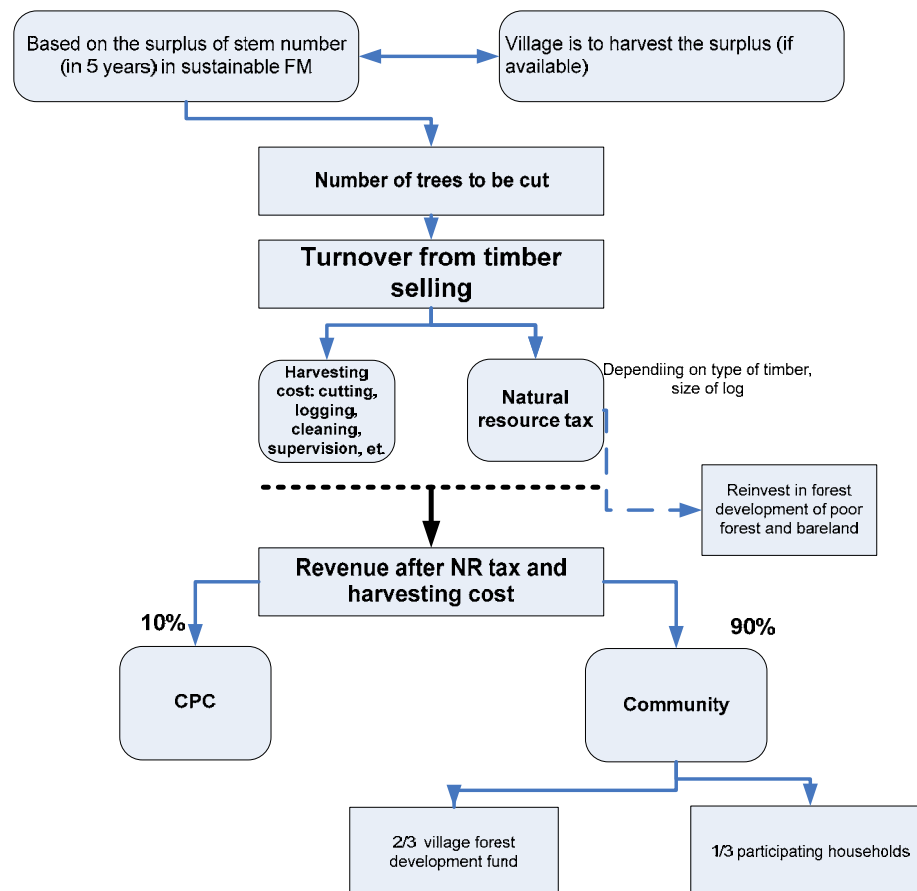 Based on the surplus of stem number
(in 5 years) in sustainable FM
Village is to harvest the surplus (if
available)
Number of trees to be cut
Turnover from timber
selling
Harvesting
cost: cutting,
logging,
cleaning,
supervision, et.
Natural
resource tax
Dependiing on type of timber,
size of log
Reinvest in forest
development of poor
forest and bareland
Revenue after NR tax and
harvesting cost
10%
90%
CPC
Community
2/3 village forest
development fund
1/3 participating households